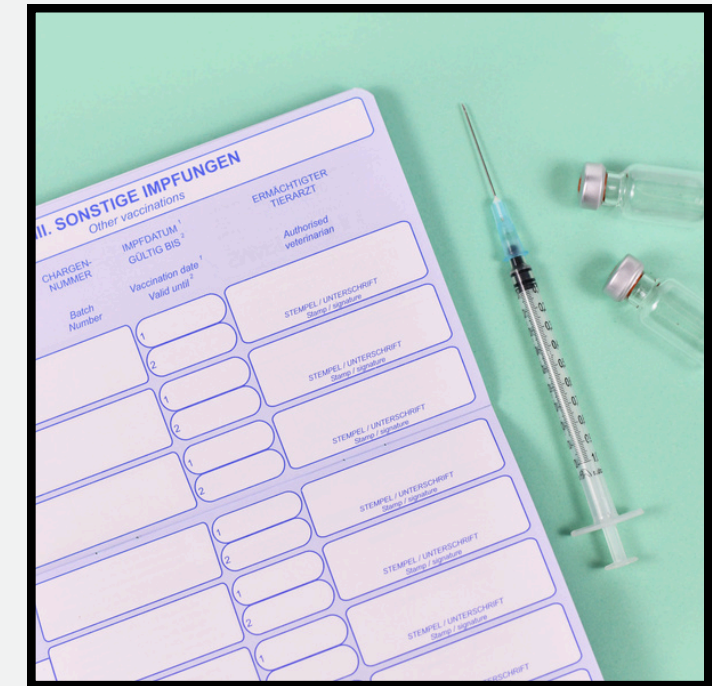 III. SONSTIGE IMPFUNGEN
Other vaccinations
CHARGEN-
NUMMER
Batch
Number
IMPFDATUM ¹
GÜLTIG BIS ²
Vaccination date ¹
Valid until ²
ERMÄCHTIGTER
TIERARZT
Authorised
veterinarian
1
2
STEMPEL / UNTERSCHRIFT
Stamp / signature
1
2
STEMPEL / UNTERSCHRIFT
Stamp / signature
1
2
STEMPEL / UNTERSCHRIFT
Stamp / signature
1
2
STEMPEL / UNTERSCHRIFT
Stamp / signature
1
2
STEMPEL / UNTERSCHRIFT
Stamp / signature
1
STEMPEL / UNTERSCHRIFT
Stamp / signature
UNTERSCHRIFT